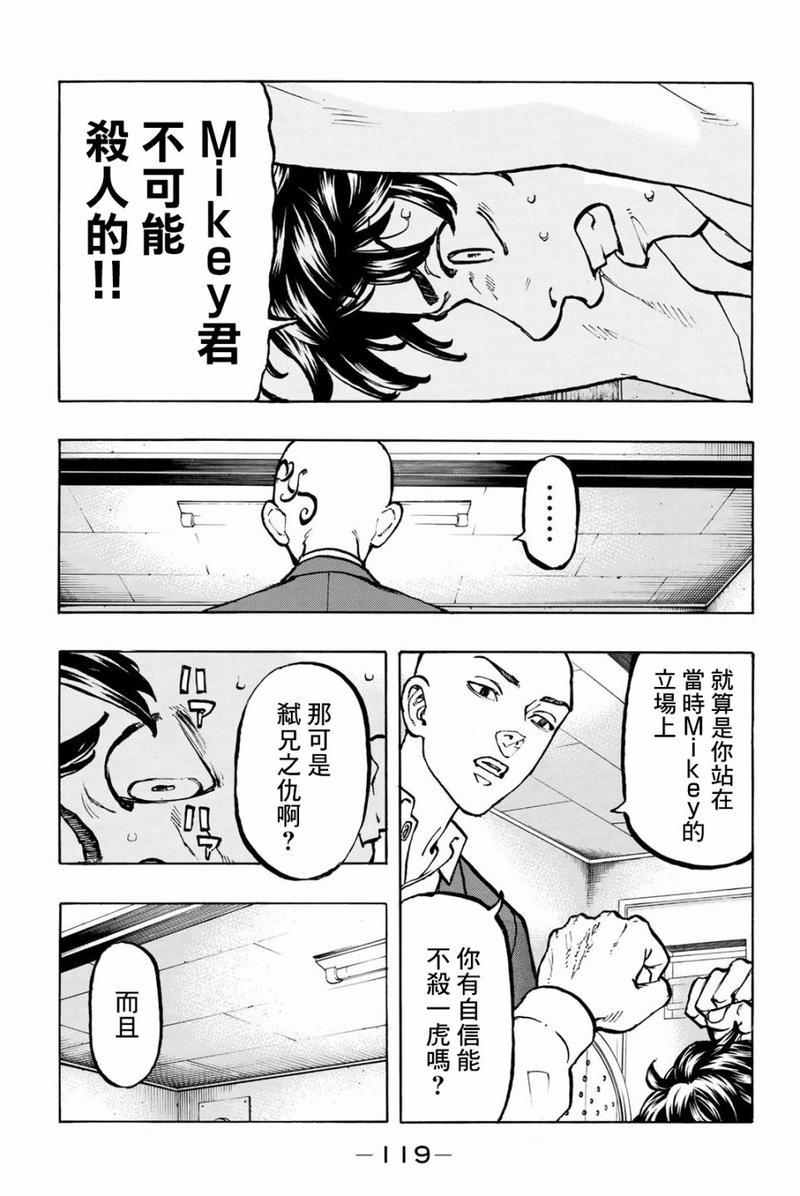 Mikey君
不可能
殺人的!!
……
就算是你站在
當時Mikey的
立場上
你有自信能
不殺一虎嗎？
那可是
弒兄之仇啊？
ハァ
ハァ
而且
—119—